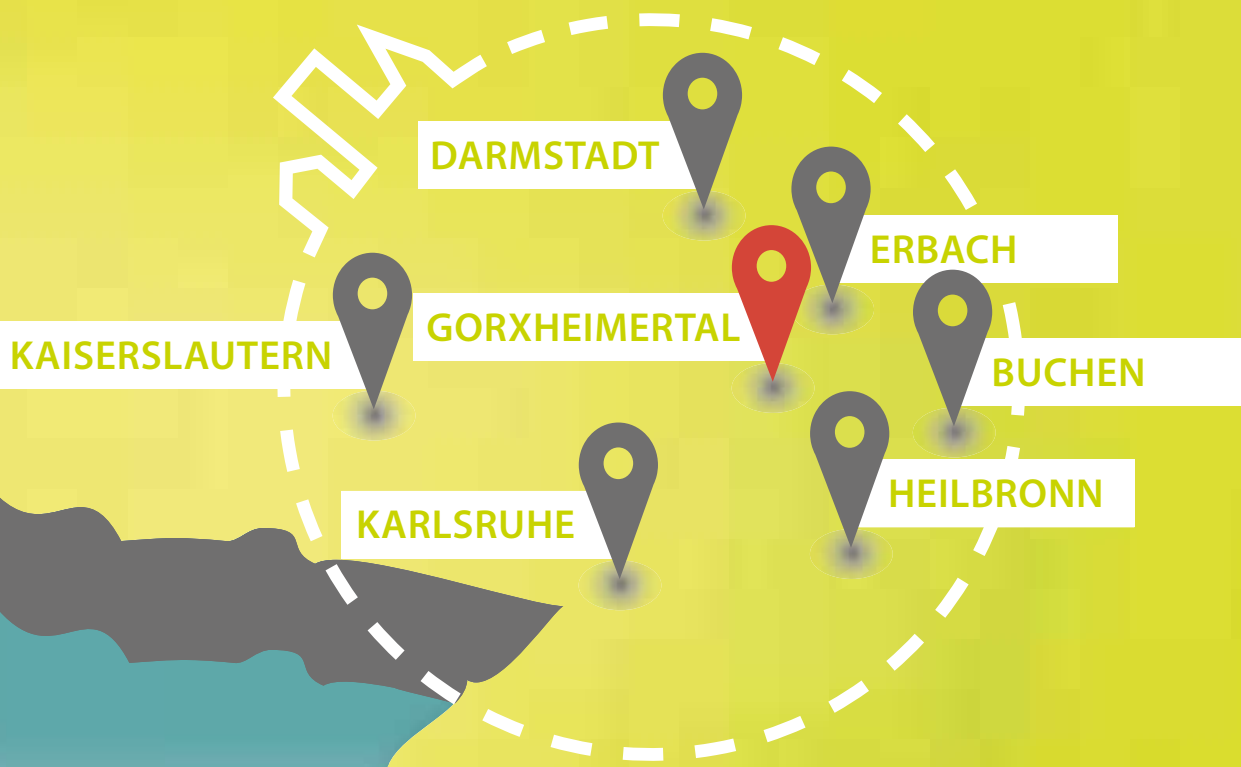 DARMSTADT
ERBACH
GORXHEIMERTAL
KAISERSLAUTERN
BUCHEN
HEILBRONN
KARLSRUHE